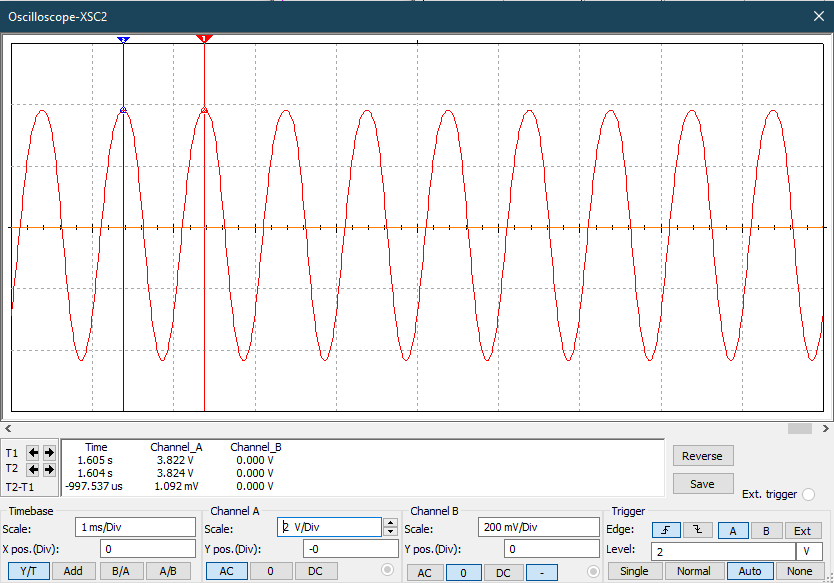 Oscilloscope-XSC2
2 1
T1
T2
T2-T1
Time Channel_A Channel_B
1.605 s 3.822 V 0.000 V
1.604 s 3.824 V 0.000 V
-997.537 us 1.092 mV 0.000 V
Reverse
Save
Ext. trigger
Timebase
Scale: 1 ms/Div
X pos.(Div): 0
Y/T Add B/A A/B
Channel A
Scale: 2 V/Div
Y pos.(Div): -0
AC 0 DC
Channel B
Scale: 200 mV/Div
Y pos.(Div): 0
AC 0 DC -
Trigger
Edge: A B Ext
Level: 2 V
Single Normal Auto None